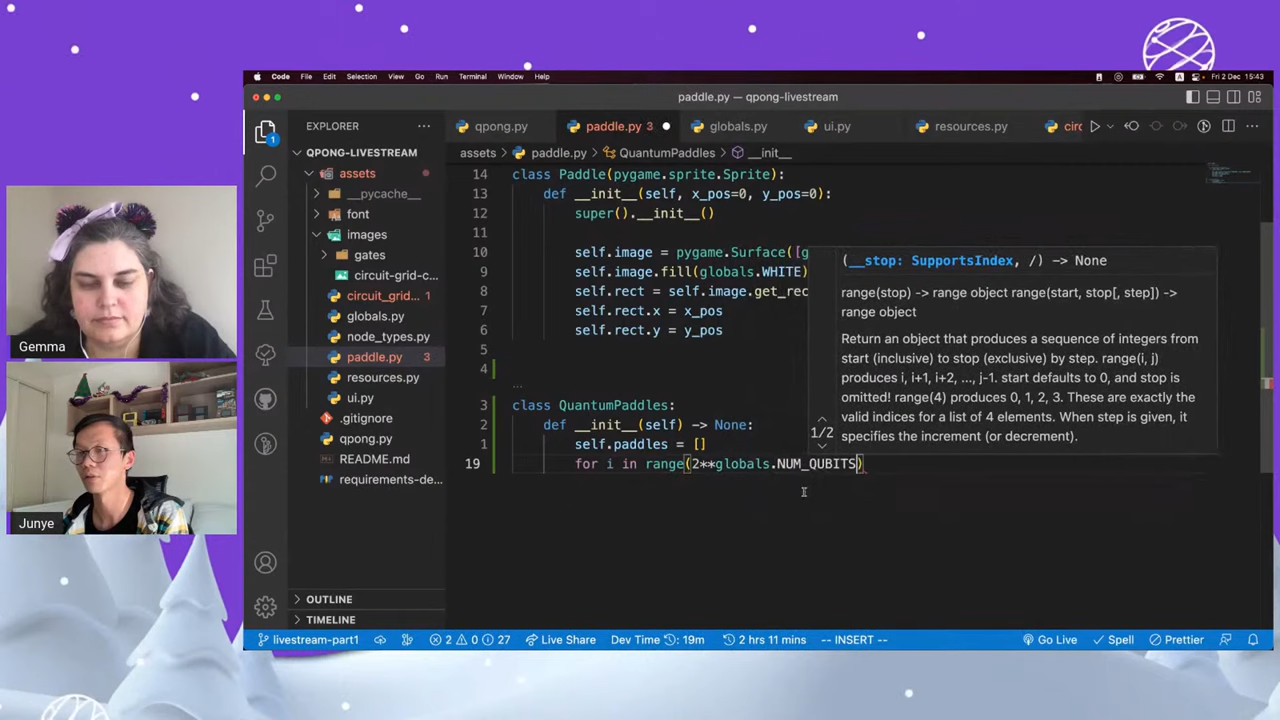 Code File Edit Selection View Go Run Terminal Window Help
Fri 2 Dec 15:43
paddle.py — qpong-livestream
EXPLORER
qpong.py
paddle.py 3
globals.py
ui.py
resources.py
circ
QPONG-LIVESTREAM
assets > paddle.py > QuantumPaddles > __init__
assets
__pycache__
font
images
gates
circuit-grid-c...
circuit_grid... 1
globals.py
node_types.py
paddle.py 3
resources.py
ui.py
.gitignore
qpong.py
README.md
requirements-de...
OUTLINE
TIMELINE
14 class Paddle(pygame.sprite.Sprite):
13 def __init__(self, x_pos=0, y_pos=0):
12 super().__init__()
11
10 self.image = pygame.Surface([g
9 self.image.fill(globals.WHITE)
8 self.rect = self.image.get_rec
7 self.rect.x = x_pos
6 self.rect.y = y_pos
5
4
...
3 class QuantumPaddles:
2 def __init__(self) -> None:
1 self.paddles = []
19 for i in range(2**globals.NUM_QUBITS)
1/2
(__stop: SupportsIndex, /) -> None
range(stop) -> range object range(start, stop[, step]) ->
range object
Return an object that produces a sequence of integers from
start (inclusive) to stop (exclusive) by step. range(i, j)
produces i, i+1, i+2, ..., j-1. start defaults to 0, and stop is
omitted! range(4) produces 0, 1, 2, 3. These are exactly the
valid indices for a list of 4 elements. When step is given, it
specifies the increment (or decrement).
1
Gemma
Junye
livestream-part1
2 0 27
Live Share
Dev Time: 19m
2 hrs 11 mins
-- INSERT --
Go Live
Spell
Prettier